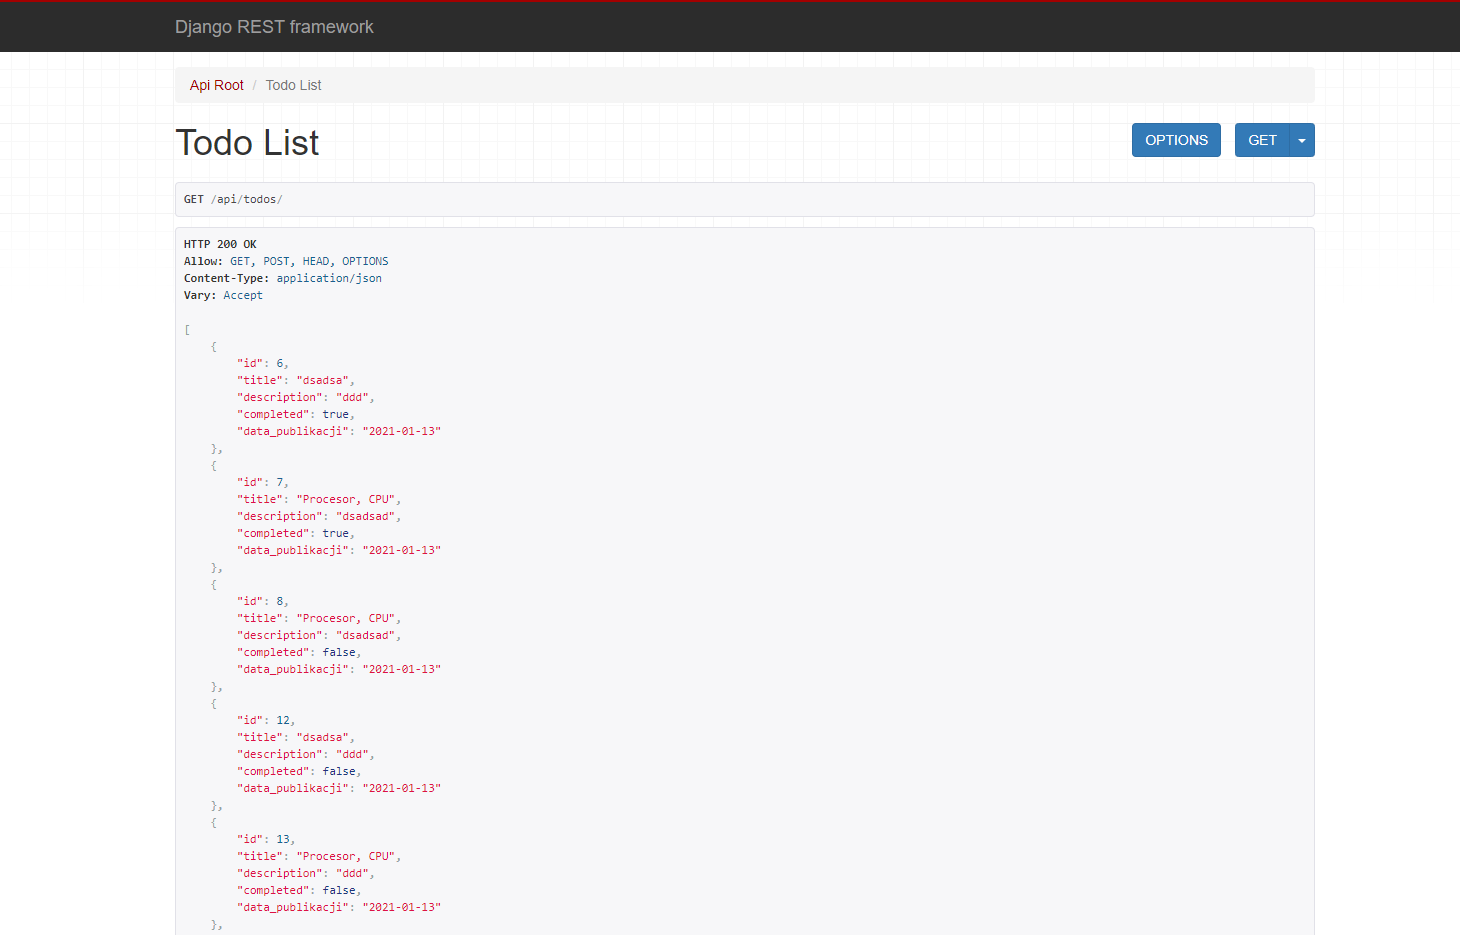 Django REST framework
Api Root / Todo List
Todo List
OPTIONS
GET
GET /api/todos/
HTTP 200 OK
Allow: GET, POST, HEAD, OPTIONS
Content-Type: application/json
Vary: Accept
[
    {
        "id": 6,
        "title": "dsadsa",
        "description": "ddd",
        "completed": true,
        "data_publikacji": "2021-01-13"
    },
    {
        "id": 7,
        "title": "Procesor, CPU",
        "description": "dsadsad",
        "completed": true,
        "data_publikacji": "2021-01-13"
    },
    {
        "id": 8,
        "title": "Procesor, CPU",
        "description": "dsadsad",
        "completed": false,
        "data_publikacji": "2021-01-13"
    },
    {
        "id": 12,
        "title": "dsadsa",
        "description": "ddd",
        "completed": false,
        "data_publikacji": "2021-01-13"
    },
    {
        "id": 13,
        "title": "Procesor, CPU",
        "description": "ddd",
        "completed": false,
        "data_publikacji": "2021-01-13"
    },